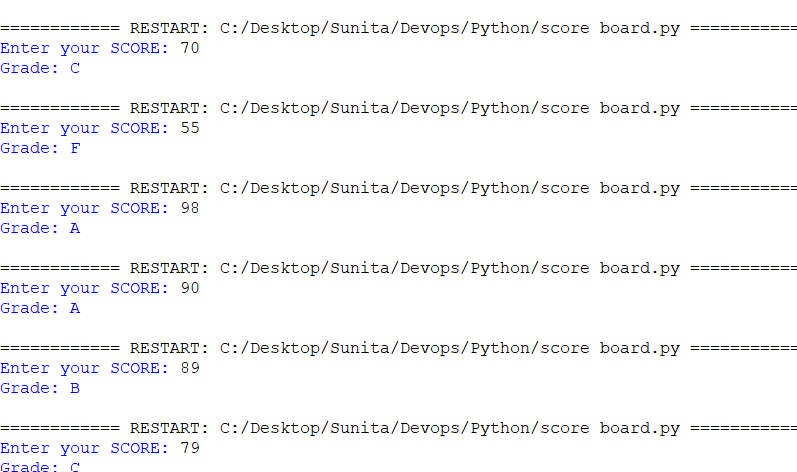 ============ RESTART: C:/Desktop/Sunita/Devops/Python/score board.py ===========
Enter your SCORE: 70
Grade: C
============ RESTART: C:/Desktop/Sunita/Devops/Python/score board.py ===========
Enter your SCORE: 55
Grade: F
============ RESTART: C:/Desktop/Sunita/Devops/Python/score board.py ===========
Enter your SCORE: 98
Grade: A
============ RESTART: C:/Desktop/Sunita/Devops/Python/score board.py ===========
Enter your SCORE: 90
Grade: A
============ RESTART: C:/Desktop/Sunita/Devops/Python/score board.py ===========
Enter your SCORE: 89
Grade: B
============ RESTART: C:/Desktop/Sunita/Devops/Python/score board.py ===========
Enter your SCORE: 79
Grade: C